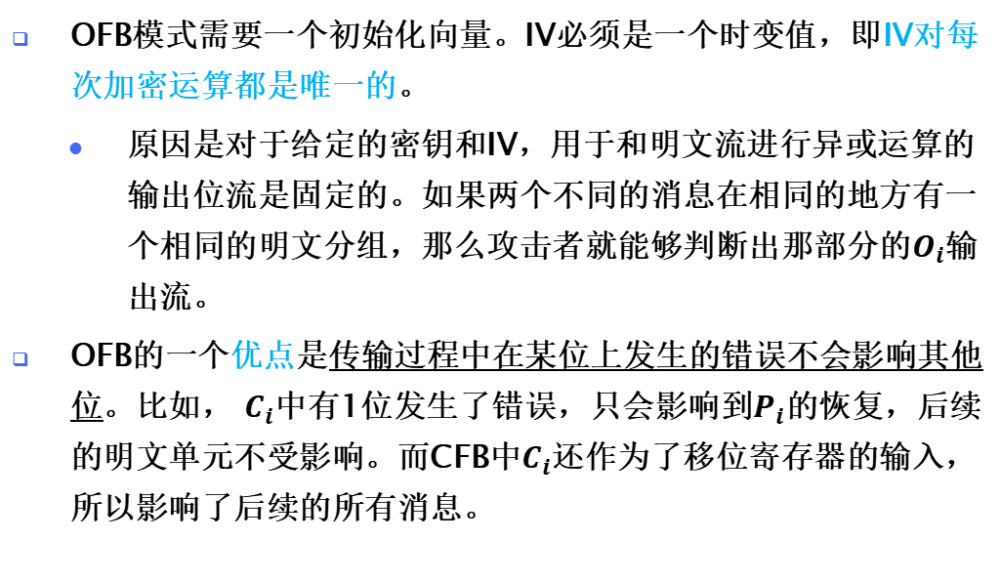 OFB模式需要一个初始化向量。IV必须是一个时变值，即IV对每
次加密运算都是唯一的。
原因是对于给定的密钥和IV，用于和明文流进行异或运算的
输出位流是固定的。如果两个不同的消息在相同的地方有一
个相同的明文分组，那么攻击者就能够判断出那部分的Oᵢ输
出流。
OFB的一个优点是传输过程中在某位上发生的错误不会影响其他
位。比如， Cᵢ中有1位发生了错误，只会影响到Pᵢ的恢复，后续
的明文单元不受影响。而CFB中Cᵢ还作为了移位寄存器的输入，
所以影响了后续的所有消息。